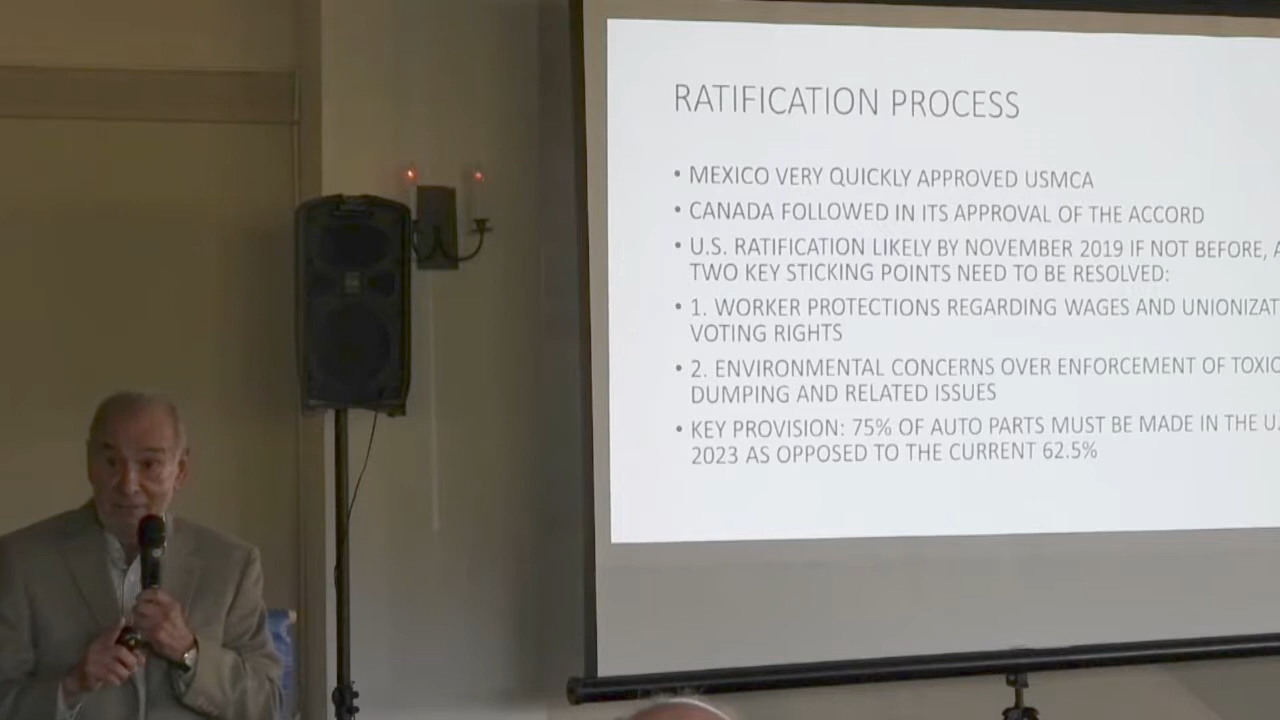 RATIFICATION PROCESS
• MEXICO VERY QUICKLY APPROVED USMCA
• CANADA FOLLOWED IN ITS APPROVAL OF THE ACCORD
• U.S. RATIFICATION LIKELY BY NOVEMBER 2019 IF NOT BEFORE,
TWO KEY STICKING POINTS NEED TO BE RESOLVED:
• 1. WORKER PROTECTIONS REGARDING WAGES AND UNIONIZAT
VOTING RIGHTS
• 2. ENVIRONMENTAL CONCERNS OVER ENFORCEMENT OF TOXIC
DUMPING AND RELATED ISSUES
• KEY PROVISION: 75% OF AUTO PARTS MUST BE MADE IN THE U.
2023 AS OPPOSED TO THE CURRENT 62.5%